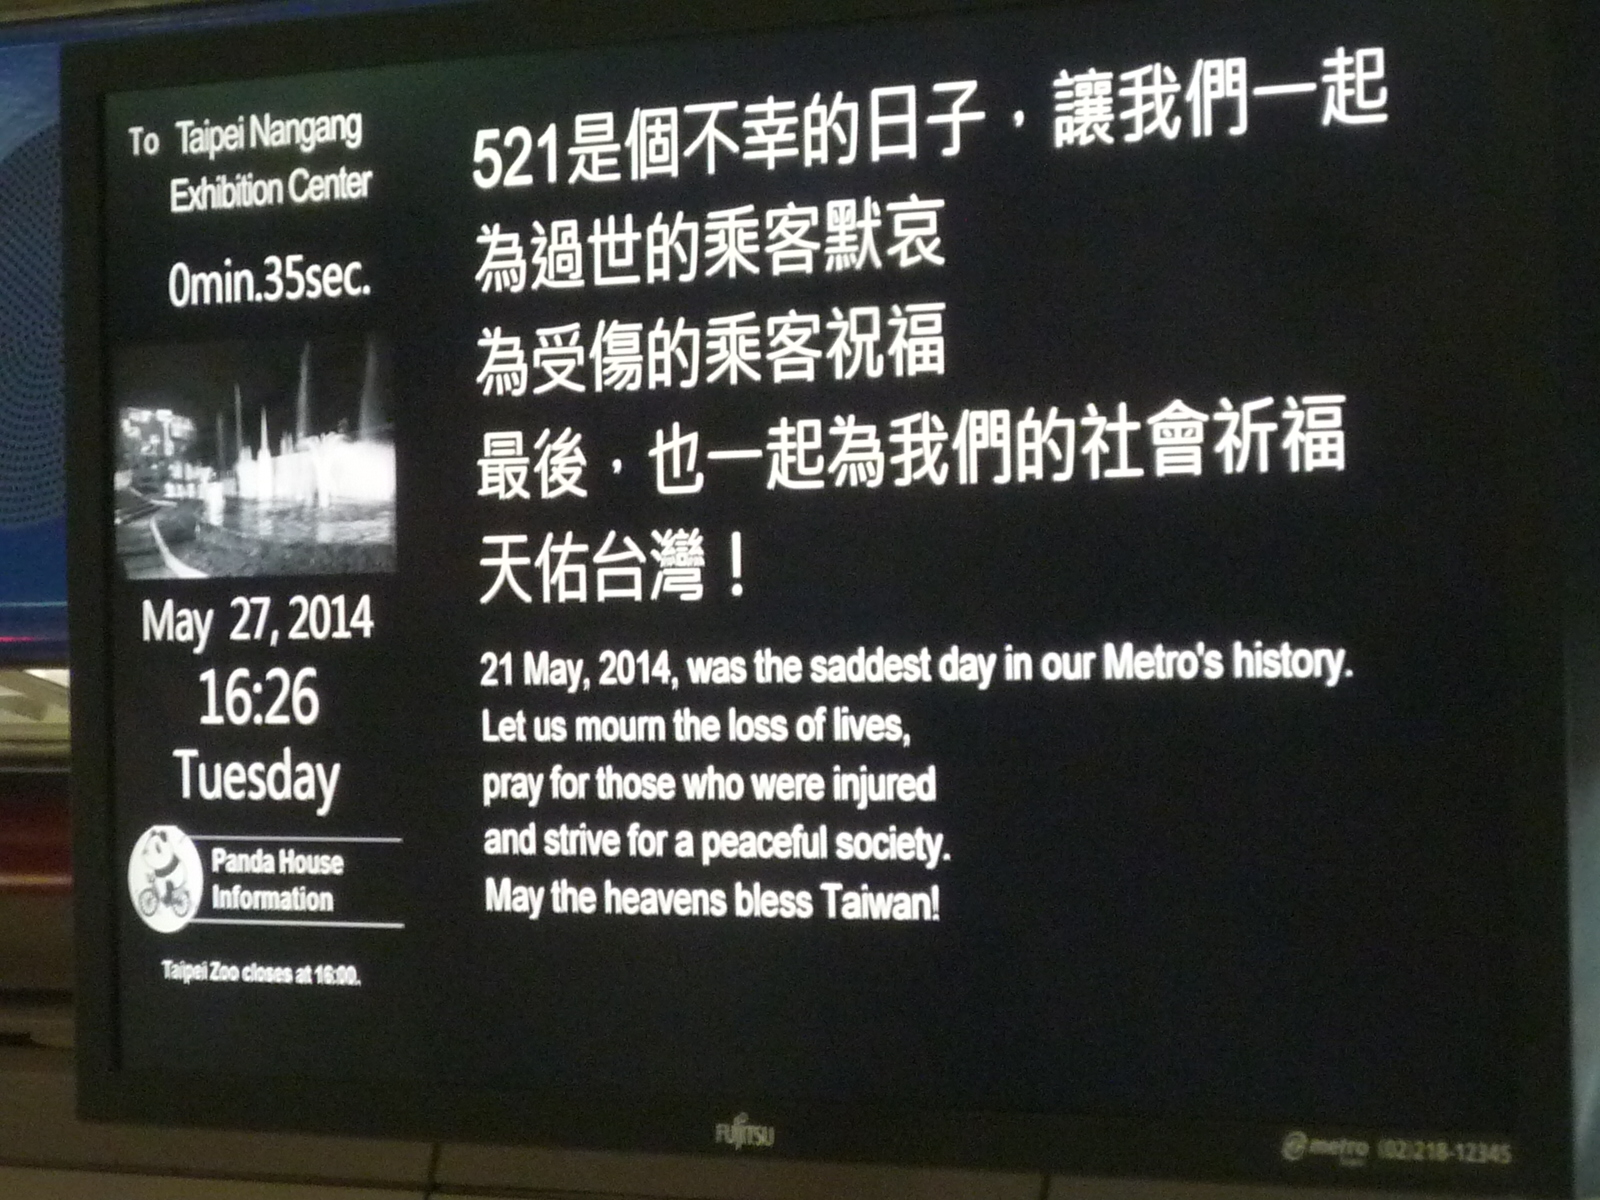 To Taipei Nangang
Exhibition Center
0min.35sec.
May 27, 2014
16:26
Tuesday
Panda House
Information
Taipei Zoo closes at 16:00.
521是個不幸的日子，讓我們一起
為過世的乘客默哀
為受傷的乘客祝福
最後，也一起為我們的社會祈福
天佑台灣！
21 May, 2014, was the saddest day in our Metro's history.
Let us mourn the loss of lives,
pray for those who were injured
and strive for a peaceful society.
May the heavens bless Taiwan!
FUJITSU
metro (02)218-12345